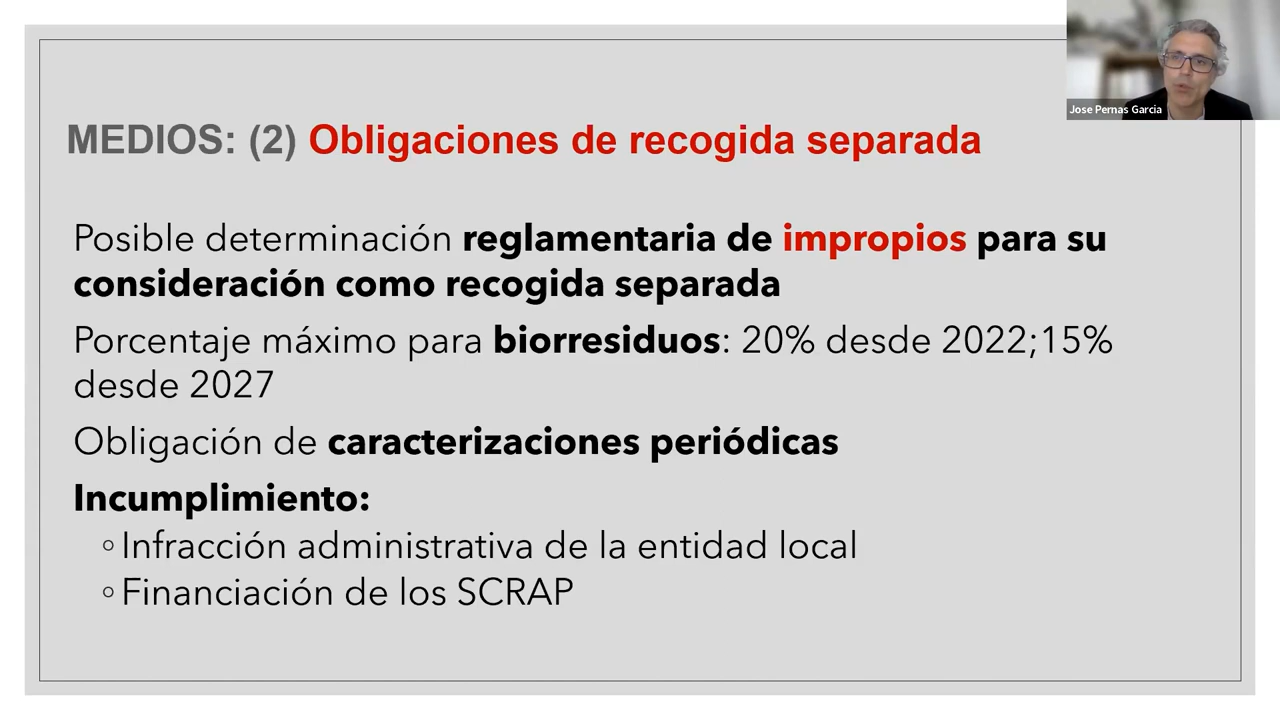 Jose Pernas Garcia
MEDIOS: (2) Obligaciones de recogida separada
Posible determinación reglamentaria de impropios para su
consideración como recogida separada
Porcentaje máximo para biorresiduos: 20% desde 2022;15%
desde 2027
Obligación de caracterizaciones periódicas
Incumplimiento:
◦Infracción administrativa de la entidad local
◦Financiación de los SCRAP